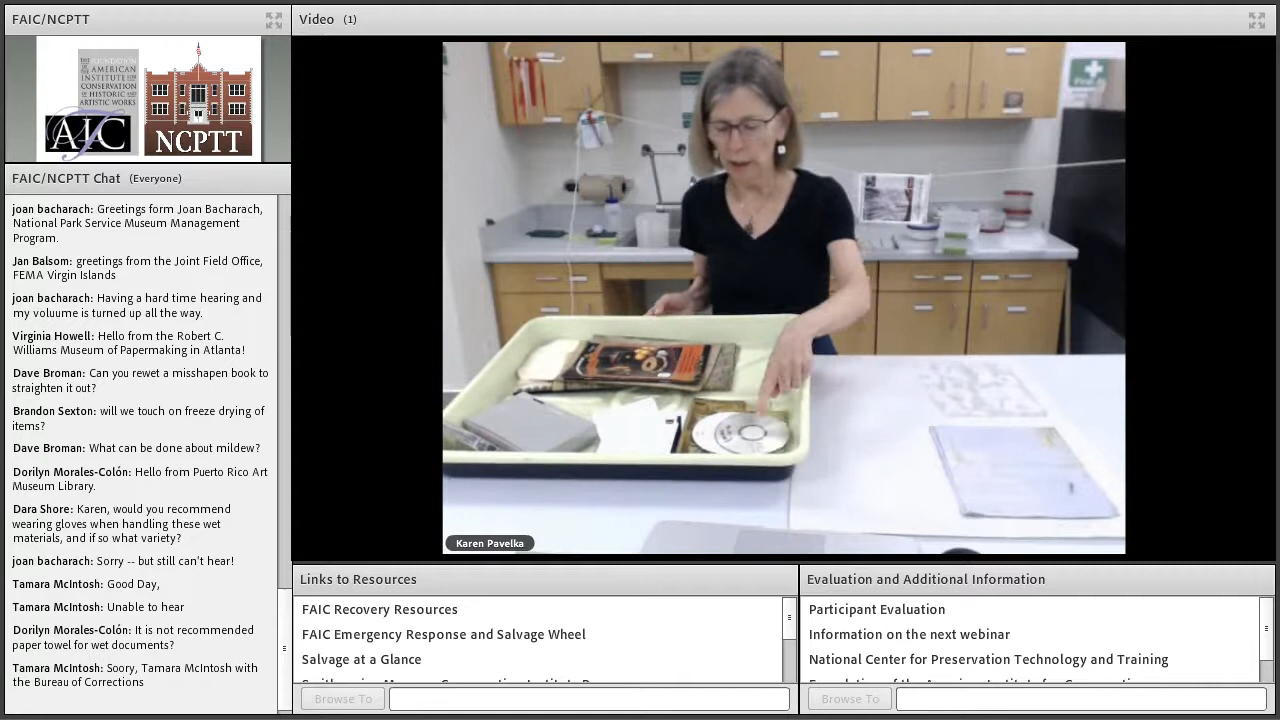 FAIC/NCPTT
THE
FOUNDATION
OF THE
AMERICAN
INSTITUTE FOR
CONSERVATION
OF HISTORIC AND
ARTISTIC WORKS
AIC
NCPTT
FAIC/NCPTT Chat (Everyone)
joan bacharach: Greetings form Joan Bacharach,
National Park Service Museum Management
Program.
Jan Balsom: greetings from the Joint Field Office,
FEMA Virgin Islands
joan bacharach: Having a hard time hearing and
my voluume is turned up all the way.
Virginia Howell: Hello from the Robert C.
Williams Museum of Papermaking in Atlanta!
Dave Broman: Can you rewet a misshapen book to
straighten it out?
Brandon Sexton: will we touch on freeze drying of
items?
Dave Broman: What can be done about mildew?
Dorilyn Morales-Colón: Hello from Puerto Rico Art
Museum Library.
Dara Shore: Karen, would you recommend
wearing gloves when handling these wet
materials, and if so what variety?
joan bacharach: Sorry -- but still can't hear!
Tamara McIntosh: Good Day,
Tamara McIntosh: Unable to hear
Dorilyn Morales-Colón: It is not recommended
paper towel for wet documents?
Tamara McIntosh: Soory, Tamara McIntosh with
the Bureau of Corrections
Video (1)
Karen Pavelka
Links to Resources
FAIC Recovery Resources
FAIC Emergency Response and Salvage Wheel
Salvage at a Glance
Browse To
Evaluation and Additional Information
Participant Evaluation
Information on the next webinar
National Center for Preservation Technology and Training
Browse To